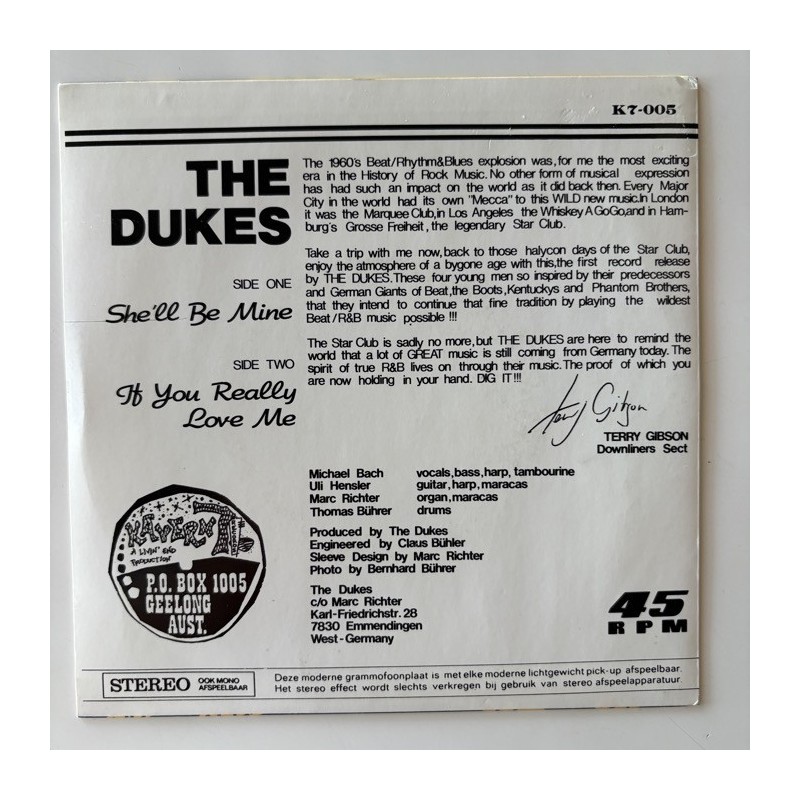 K7-005
THE
DUKES
SIDE ONE
She'll Be Mine
SIDE TWO
If You Really
Love Me
The 1960's Beat/Rhythm&Blues explosion was,for me the most exciting
era in the History of Rock Music. No other form of musical expression
has had such an impact on the world as it did back then. Every Major
City in the world had its own "Mecca" to this WILD new music.In London
it was the Marquee Club,in Los Angeles the Whiskey A GoGo,and in Ham-
burg's Grosse Freiheit, the legendary Star Club.
Take a trip with me now,back to those halycon days of the Star Club,
enjoy the atmosphere of a bygone age with this,the first record release
by THE DUKES.These four young men so inspired by their predecessors
and German Giants of Beat,the Boots,Kentuckys and Phantom Brothers,
that they intend to continue that fine tradition by playing the wildest
Beat/R&B music possible !!!
The Star Club is sadly no more,but THE DUKES are here to remind the
world that a lot of GREAT music is still coming from Germany today. The
spirit of true R&B lives on through their music.The proof of which you
are now holding in your hand. DIG IT!!!
Terry Gibson
TERRY GIBSON
Downliners Sect
Michael Bach vocals,bass,harp, tambourine
Uli Hensler guitar,harp,maracas
Marc Richter organ,maracas
Thomas Bührer drums
Produced by The Dukes
Engineered by Claus Bühler
Sleeve Design by Marc Richter
Photo by Bernhard Bührer
The Dukes
c/o Marc Richter
Karl-Friedrichstr. 28
7830 Emmendingen
West-Germany
KAVERN 7
A LIVIN' END
PRODUCTION
P.O. BOX 1005
GEELONG
AUST.
45
RPM
STEREO OOK MONO
AFSPEELBAAR
Deze moderne grammofoonplaat is met elke moderne lichtgewicht pick-up afspeelbaar.
Het stereo effect wordt slechts verkregen bij gebruik van stereo afspeelapparatuur.